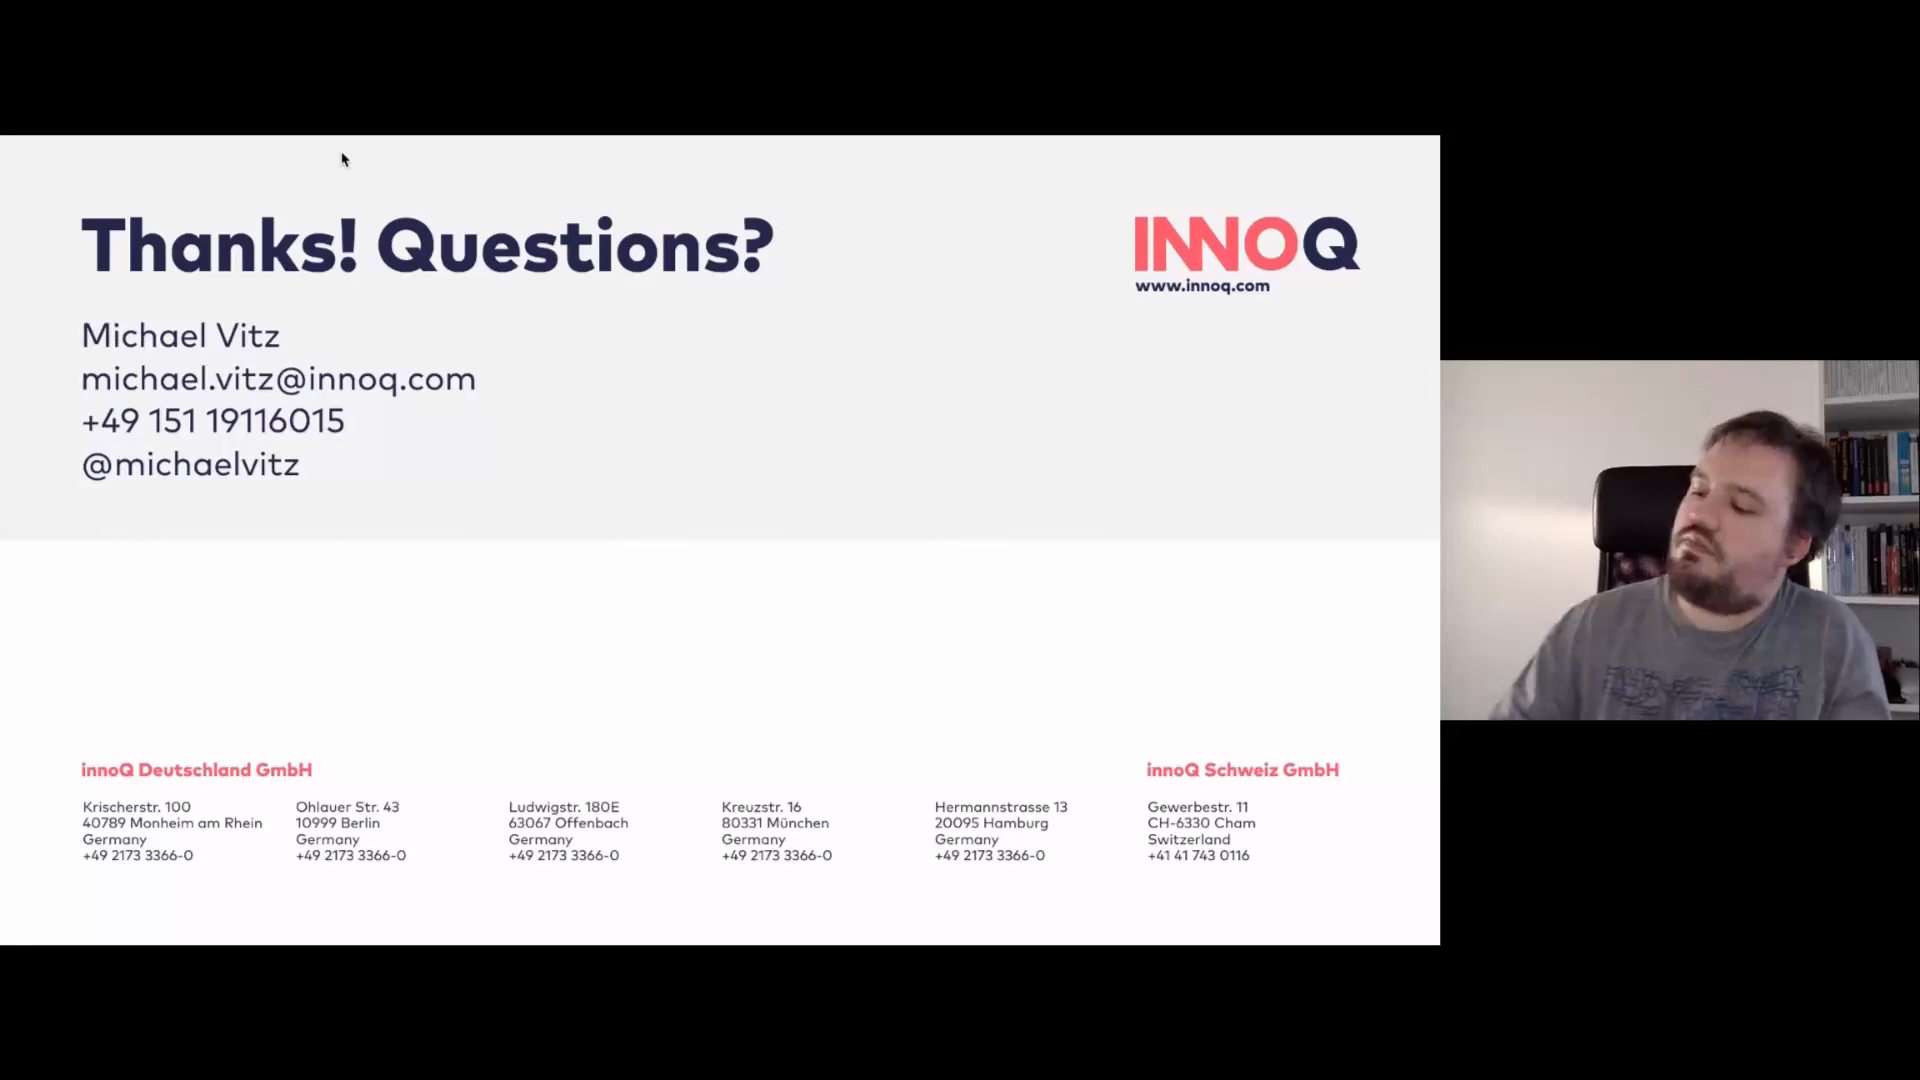 Thanks! Questions?
INNOQ
www.innoq.com
Michael Vitz
michael.vitz@innoq.com
+49 151 19116015
@michaelvitz
innoQ Deutschland GmbH
Krischerstr. 100
40789 Monheim am Rhein
Germany
+49 2173 3366-0
Ohlauer Str. 43
10999 Berlin
Germany
+49 2173 3366-0
Ludwigstr. 180E
63067 Offenbach
Germany
+49 2173 3366-0
Kreuzstr. 16
80331 München
Germany
+49 2173 3366-0
Hermannstrasse 13
20095 Hamburg
Germany
+49 2173 3366-0
innoQ Schweiz GmbH
Gewerbestr. 11
CH-6330 Cham
Switzerland
+41 41 743 0116